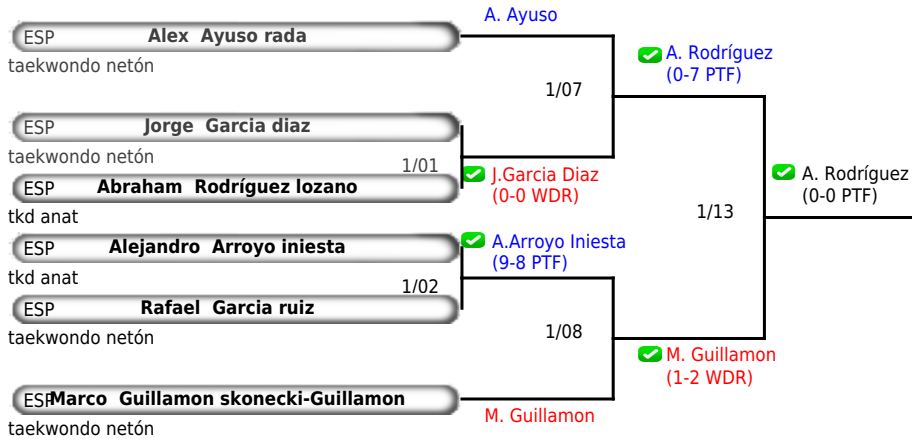 A. Ayuso
ESP Alex Ayuso rada
taekwondo netón
A. Rodríguez
(0-7 PTF)
1/07
ESP Jorge Garcia diaz
taekwondo netón
1/01
J.Garcia Diaz
(0-0 WDR)
ESP Abraham Rodríguez lozano
tkd anat
A. Rodríguez
(0-0 PTF)
1/13
ESP Alejandro Arroyo iniesta
tkd anat
A.Arroyo Iniesta
(9-8 PTF)
1/02
ESP Rafael Garcia ruiz
taekwondo netón
1/08
M. Guillamon
(1-2 WDR)
ESP Marco Guillamon skonecki-Guillamon
taekwondo netón
M. Guillamon